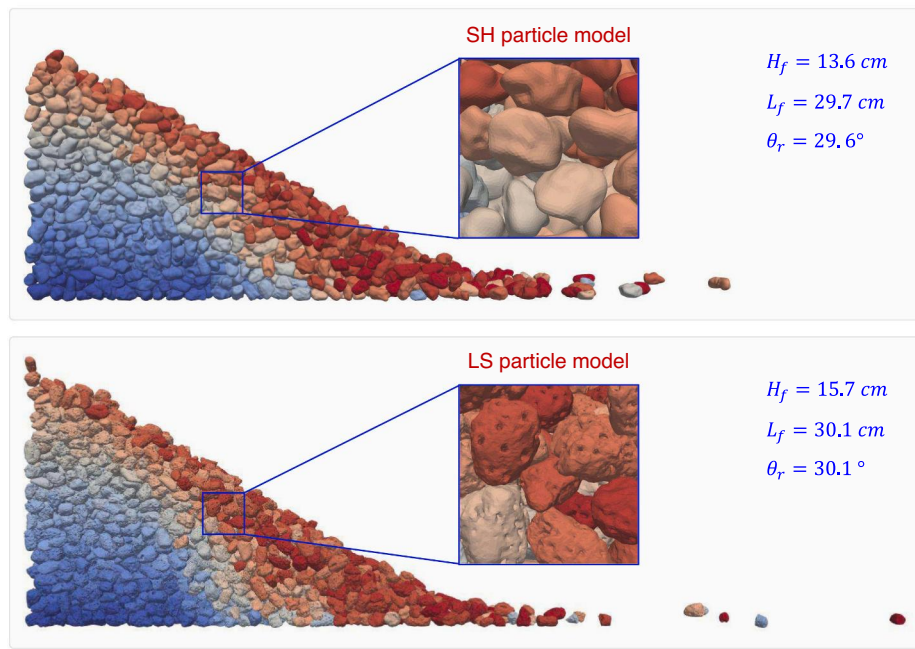 SH particle model
H_f = 13.6 cm
L_f = 29.7 cm
θ_r = 29.6°
LS particle model
H_f = 15.7 cm
L_f = 30.1 cm
θ_r = 30.1 °